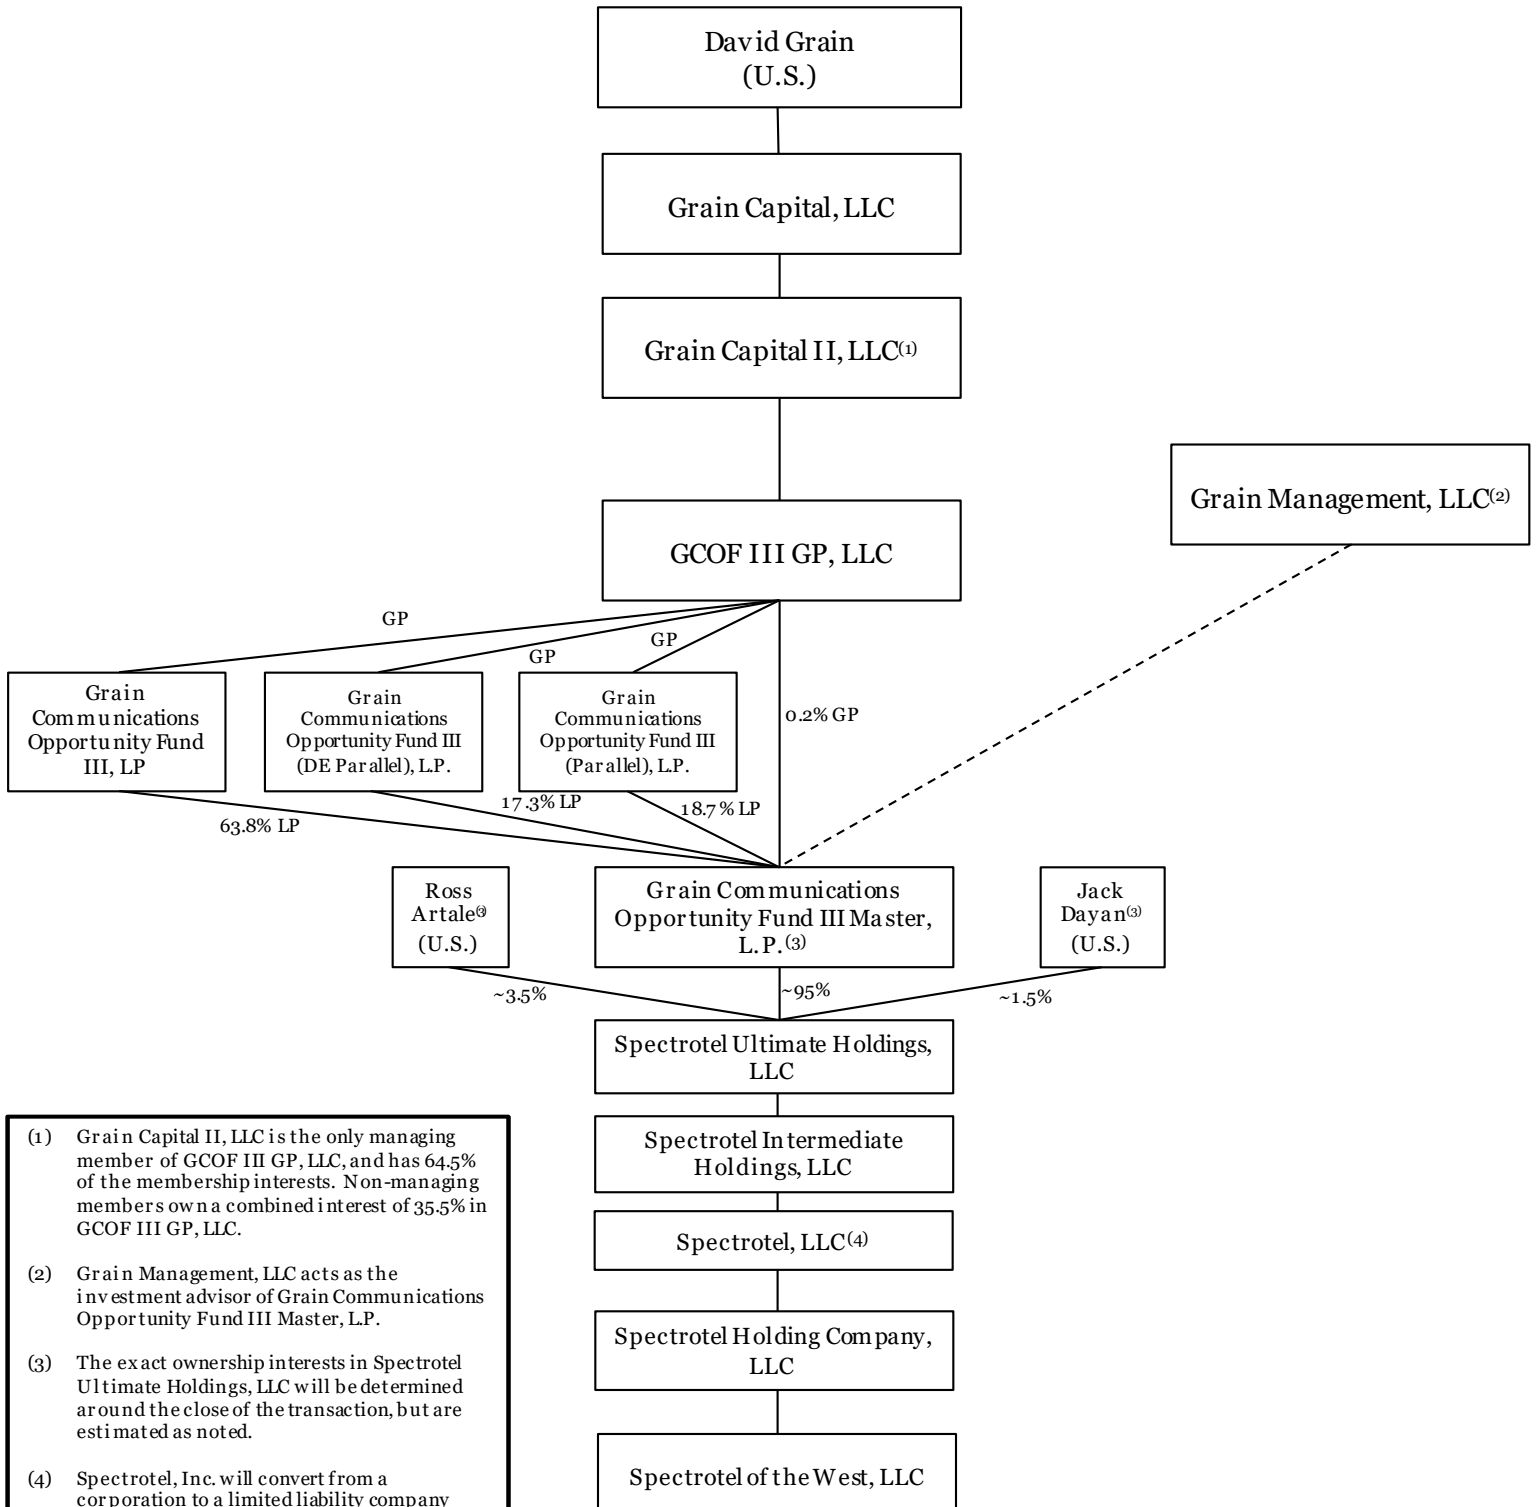 David Grain
(U.S.)
Grain Capital, LLC
Grain Capital II, LLC(1)
Grain Management, LLC(2)
GCOF III GP, LLC
GP
GP
GP
Grain
Communications
Opportunity Fund
III, LP
Grain
Communications
Opportunity Fund III
(DE Parallel), L.P.
Grain
Communications
Opportunity Fund III
(Parallel), L.P.
0.2% GP
63.8% LP
17.3% LP
18.7% LP
Ross
Artale(3)
(U.S.)
Grain Communications
Opportunity Fund III Master,
L.P.(3)
Jack
Dayan(3)
(U.S.)
~3.5%
~95%
~1.5%
Spectrotel Ultimate Holdings,
LLC
Spectrotel Intermediate
Holdings, LLC
Spectrotel, LLC(4)
Spectrotel Holding Company,
LLC
Spectrotel of the West, LLC
(1) Grain Capital II, LLC is the only managing
member of GCOF III GP, LLC, and has 64.5%
of the membership interests. Non-managing
members own a combined interest of 35.5% in
GCOF III GP, LLC.
(2) Grain Management, LLC acts as the
investment advisor of Grain Communications
Opportunity Fund III Master, L.P.
(3) The exact ownership interests in Spectrotel
Ultimate Holdings, LLC will be determined
around the close of the transaction, but are
estimated as noted.
(4) Spectrotel, Inc. will convert from a
corporation to a limited liability company